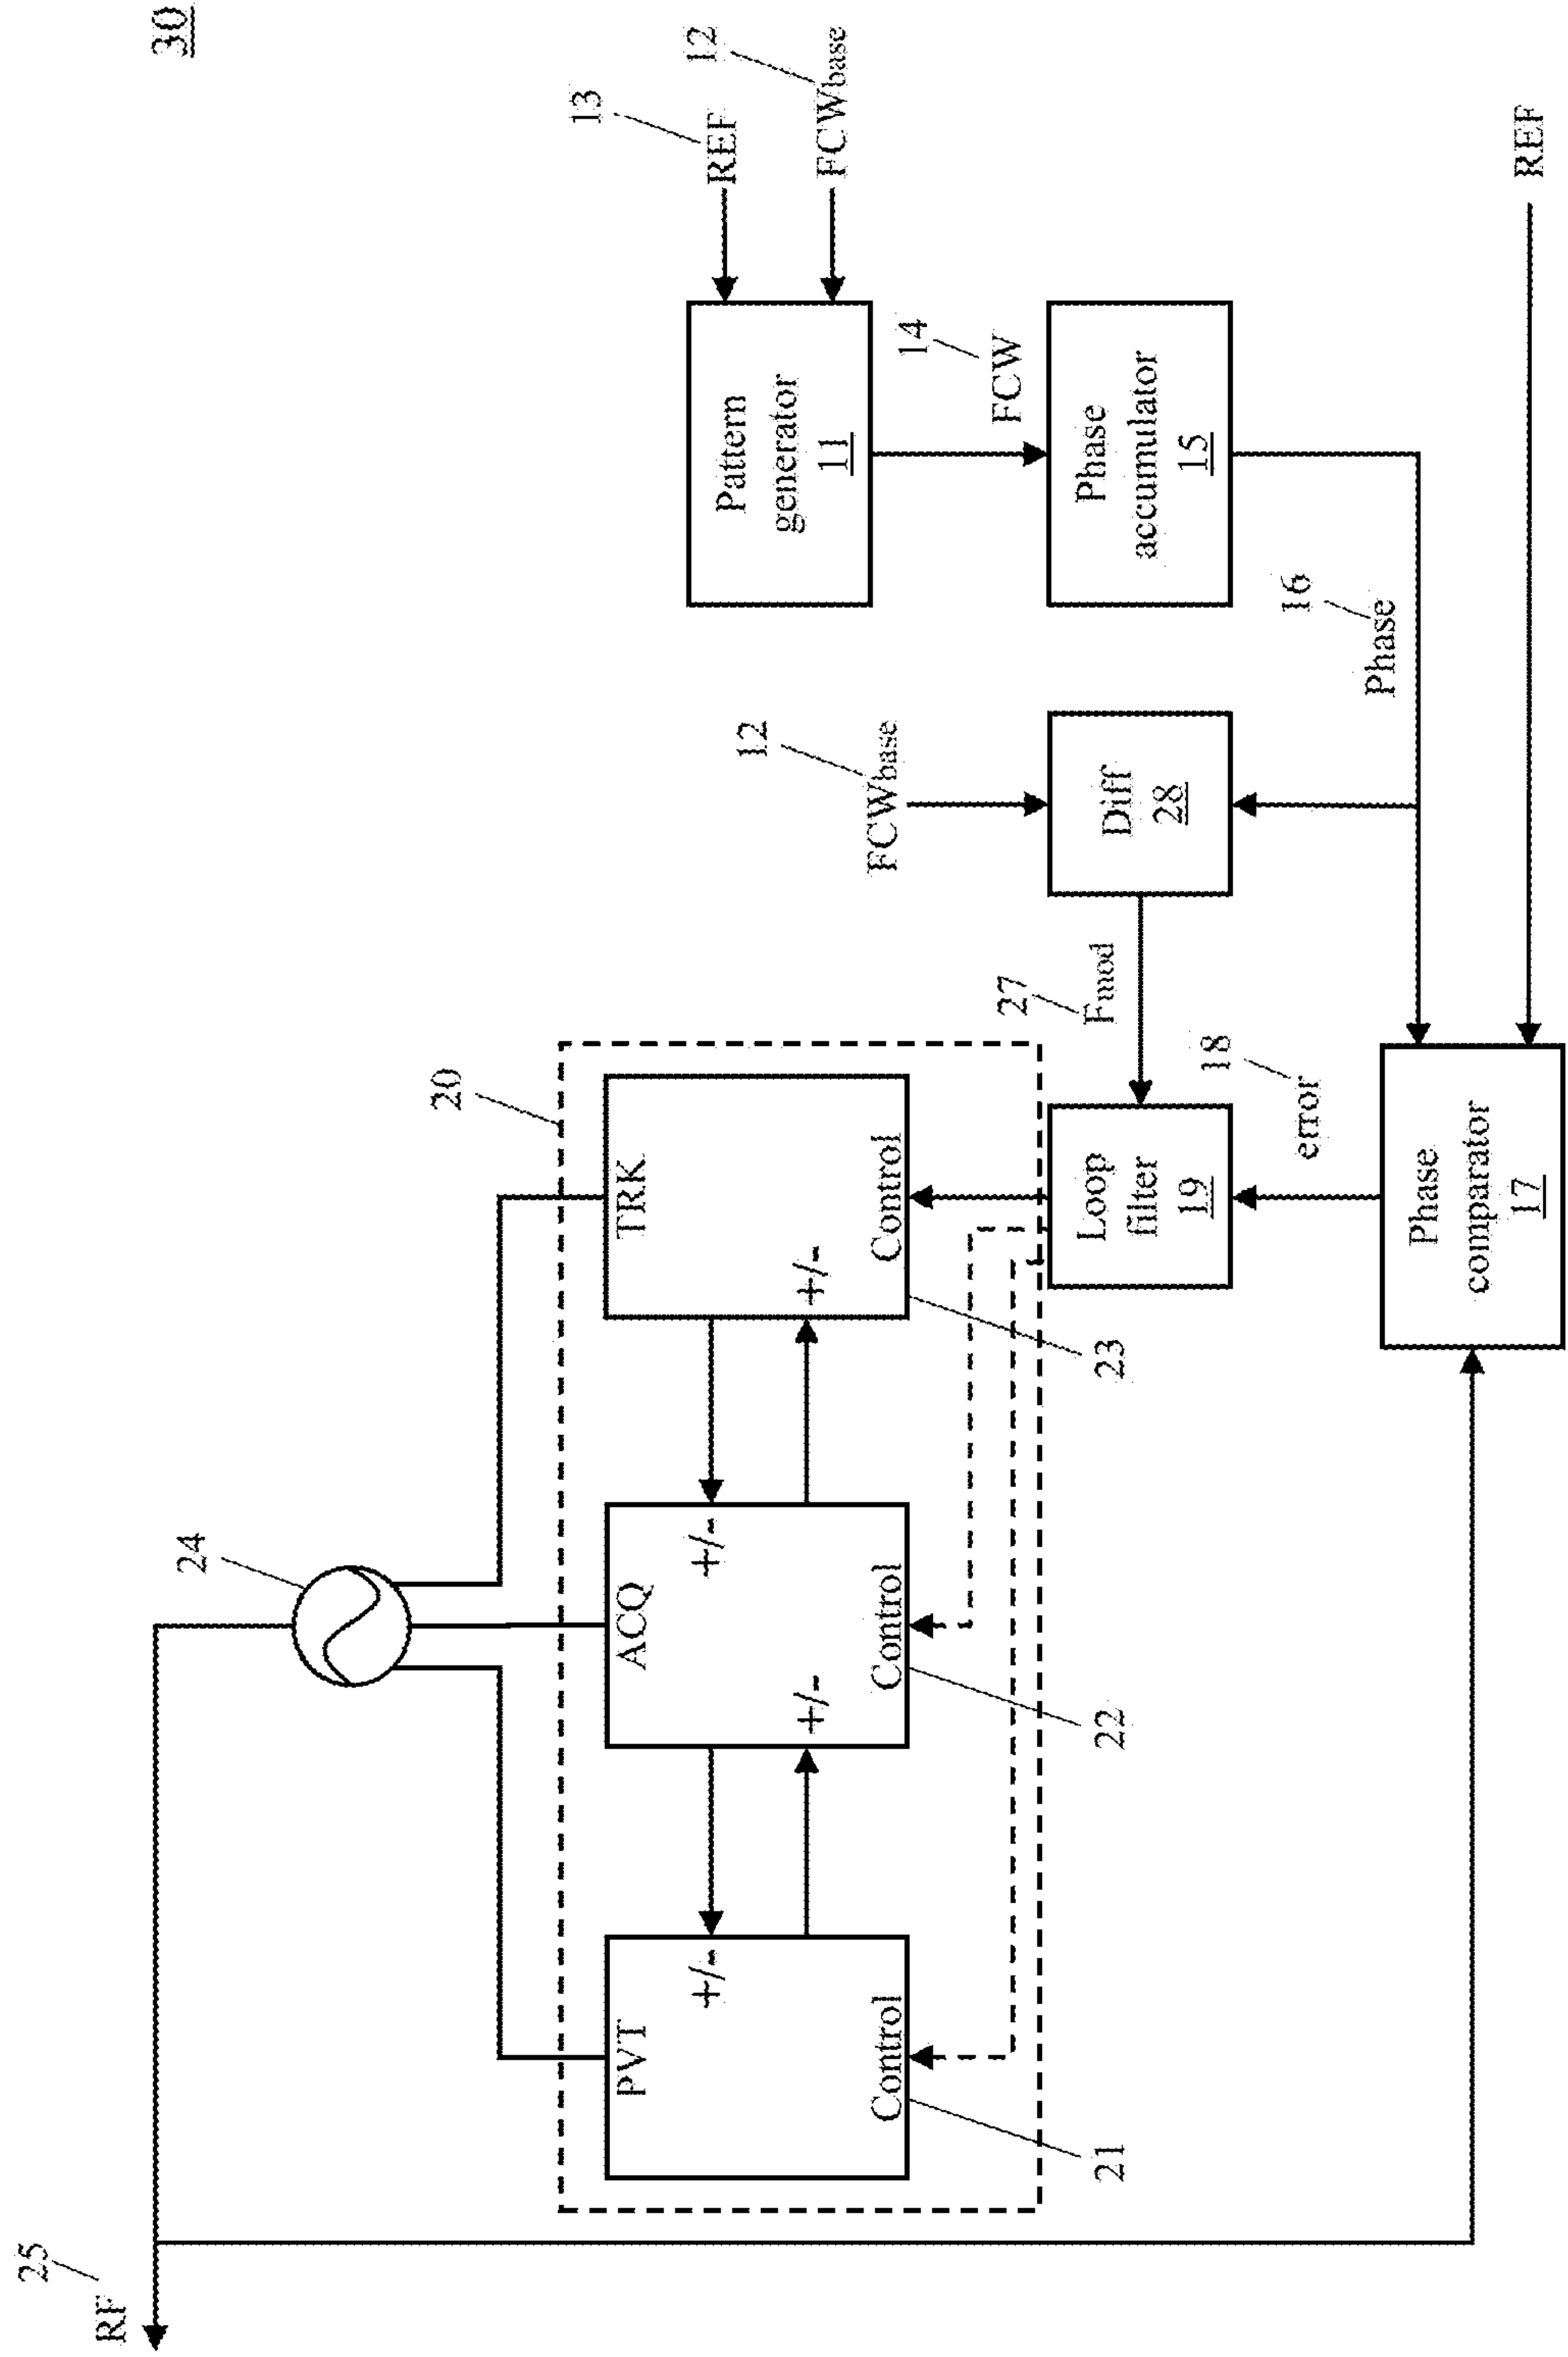 30
13
REF
12
FCWbase
Pattern
generator
11
14
FCW
Phase
accumulator
15
16
Phase
REF
12
FCWbase
Diff
28
27
Fmod
18
error
Loop
filter
19
Phase
comparator
17
20
TRK
+/-
Control
23
24
ACQ
+/-
+/-
Control
22
PVT
+/-
Control
21
25
RF